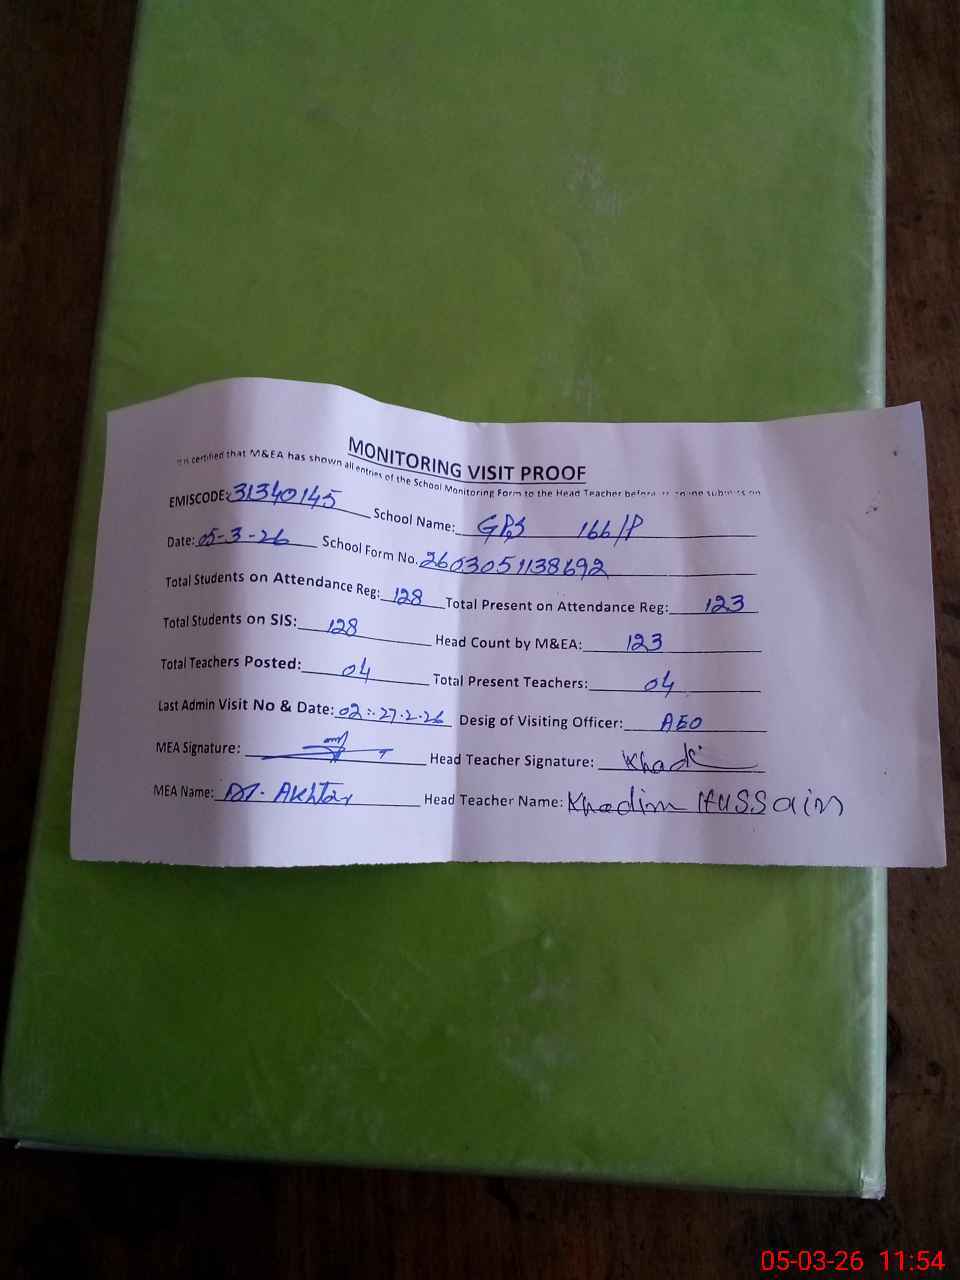 MONITORING VISIT PROOF
It is certified that M&EA has shown all entries of the School Monitoring Form to the Head Teacher before
EMISCODE: 31340145 School Name: GPS 166/P
Date: 05-3-26 School Form No. 2603051138692
Total Students on Attendance Reg: 128 Total Present on Attendance Reg: 123
Total Students on SIS: 128 Head Count by M&EA: 123
Total Teachers Posted: 04 Total Present Teachers: 04
Last Admin Visit No & Date: 02:. 27.2.26 Desig of Visiting Officer: AEO
MEA Signature: Head Teacher Signature: Khadi
MEA Name: Akhtar Head Teacher Name: Khadim Hussain
05-03-26 11:54